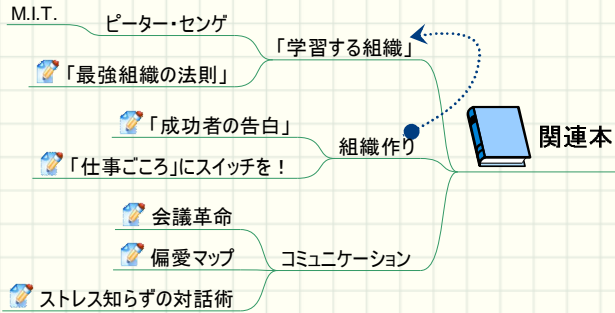 M.I.T.
ピーター・センゲ
「学習する組織」
「最強組織の法則」
「成功者の告白」
組織作り
「仕事ごころ」にスイッチを！
関連本
会議革命
偏愛マップ
コミュニケーション
ストレス知らずの対話術